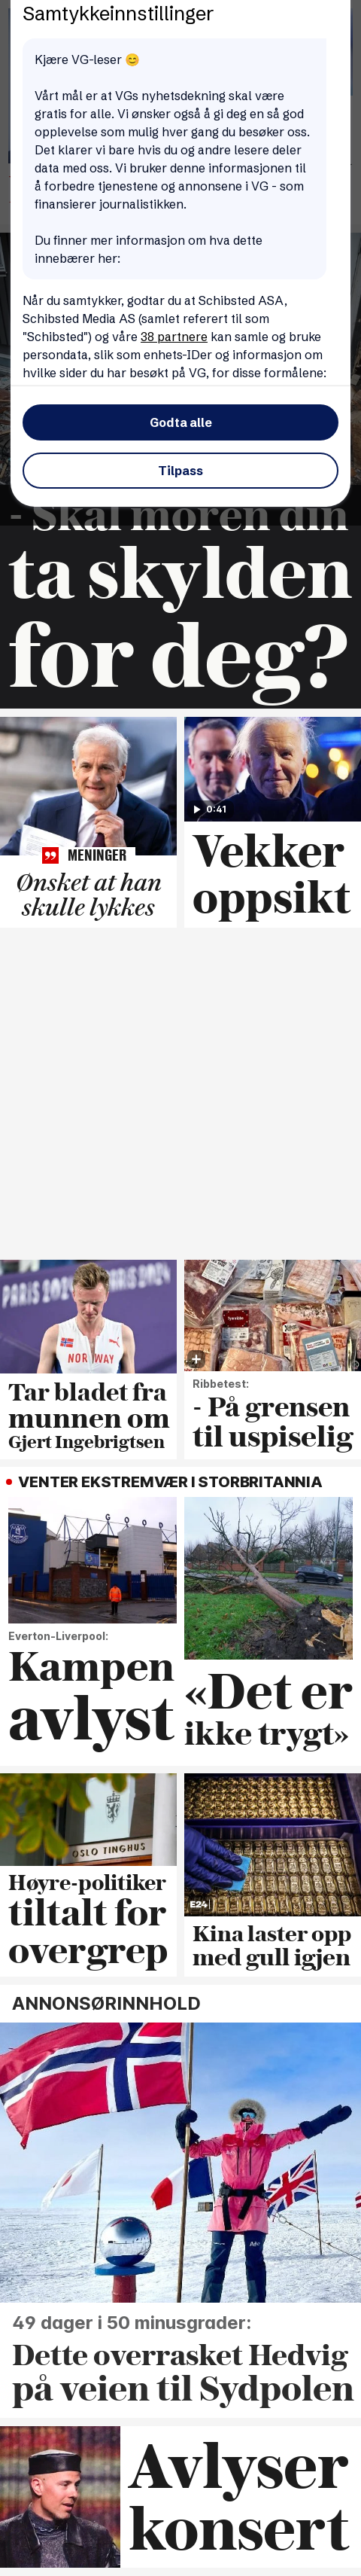 Samtykkeinnstillinger
Kjære VG-leser 😊
Vårt mål er at VGs nyhetsdekning skal være
gratis for alle. Vi ønsker også å gi deg en så god
opplevelse som mulig hver gang du besøker oss.
Det klarer vi bare hvis du og andre lesere deler
data med oss. Vi bruker denne informasjonen til
å forbedre tjenestene og annonsene i VG - som
finansierer journalistikken.
Du finner mer informasjon om hva dette
innebærer her:
Når du samtykker, godtar du at Schibsted ASA,
Schibsted Media AS (samlet referert til som
"Schibsted") og våre 38 partnere kan samle og bruke
persondata, slik som enhets-IDer og informasjon om
hvilke sider du har besøkt på VG, for disse formålene:
Godta alle
Tilpass
- Skal moren din
ta skylden
for deg?
0:41
MENINGER
Ønsket at han
skulle lykkes
Vekker
oppsikt
PARIS 2024
NORWAY
Tar bladet fra
munnen om
Gjert Ingebrigtsen
Ribbetest:
- På grensen
til uspiselig
VENTER EKSTREMVÆR I STORBRITANNIA
Everton-Liverpool:
Kampen
avlyst
«Det er
ikke trygt»
OSLO TINGHUS
Høyre-politiker
tiltalt for
overgrep
E24
Kina laster opp
med gull igjen
ANNONSØRINNHOLD
49 dager i 50 minusgrader:
Dette overrasket Hedvig
på veien til Sydpolen
Avlyser
konsert